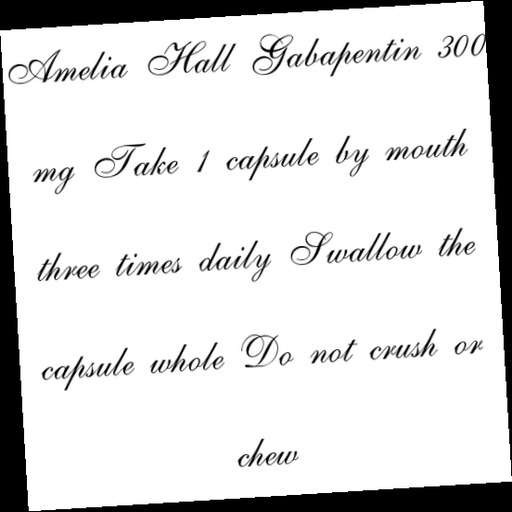 Amelia Hall Gabapentin 300
mg Take 1 capsule by mouth
three times daily Swallow the
capsule whole Do not crush or
chew